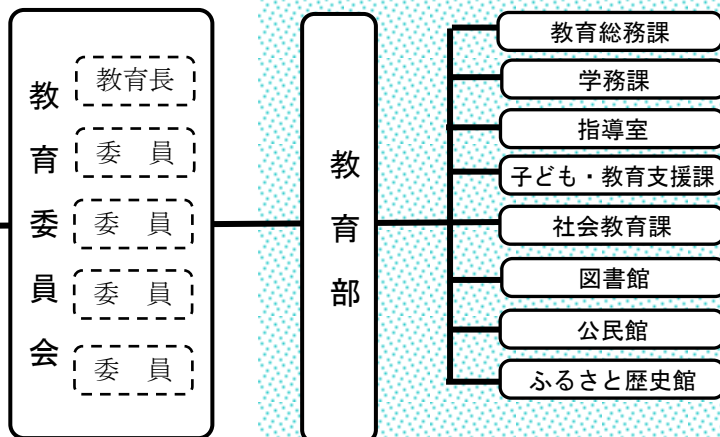 教育委員会
教育長
委　員
委　員
委　員
委　員
教育部
教育総務課
学務課
指導室
子ども・教育支援課
社会教育課
図書館
公民館
ふるさと歴史館